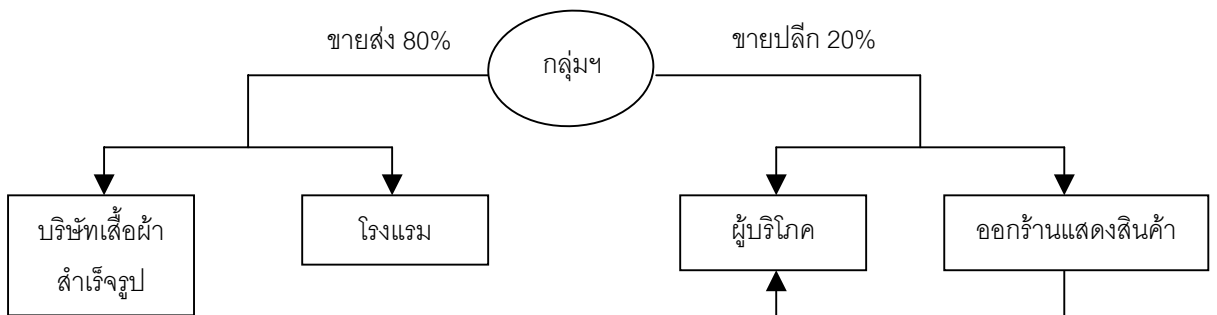 ขายส่ง 80%
กลุ่มฯ
ขายปลีก 20%
บริษัทเสื้อผ้า
สำเร็จรูป
โรงแรม
ผู้บริโภค
ออกร้านแสดงสินค้า